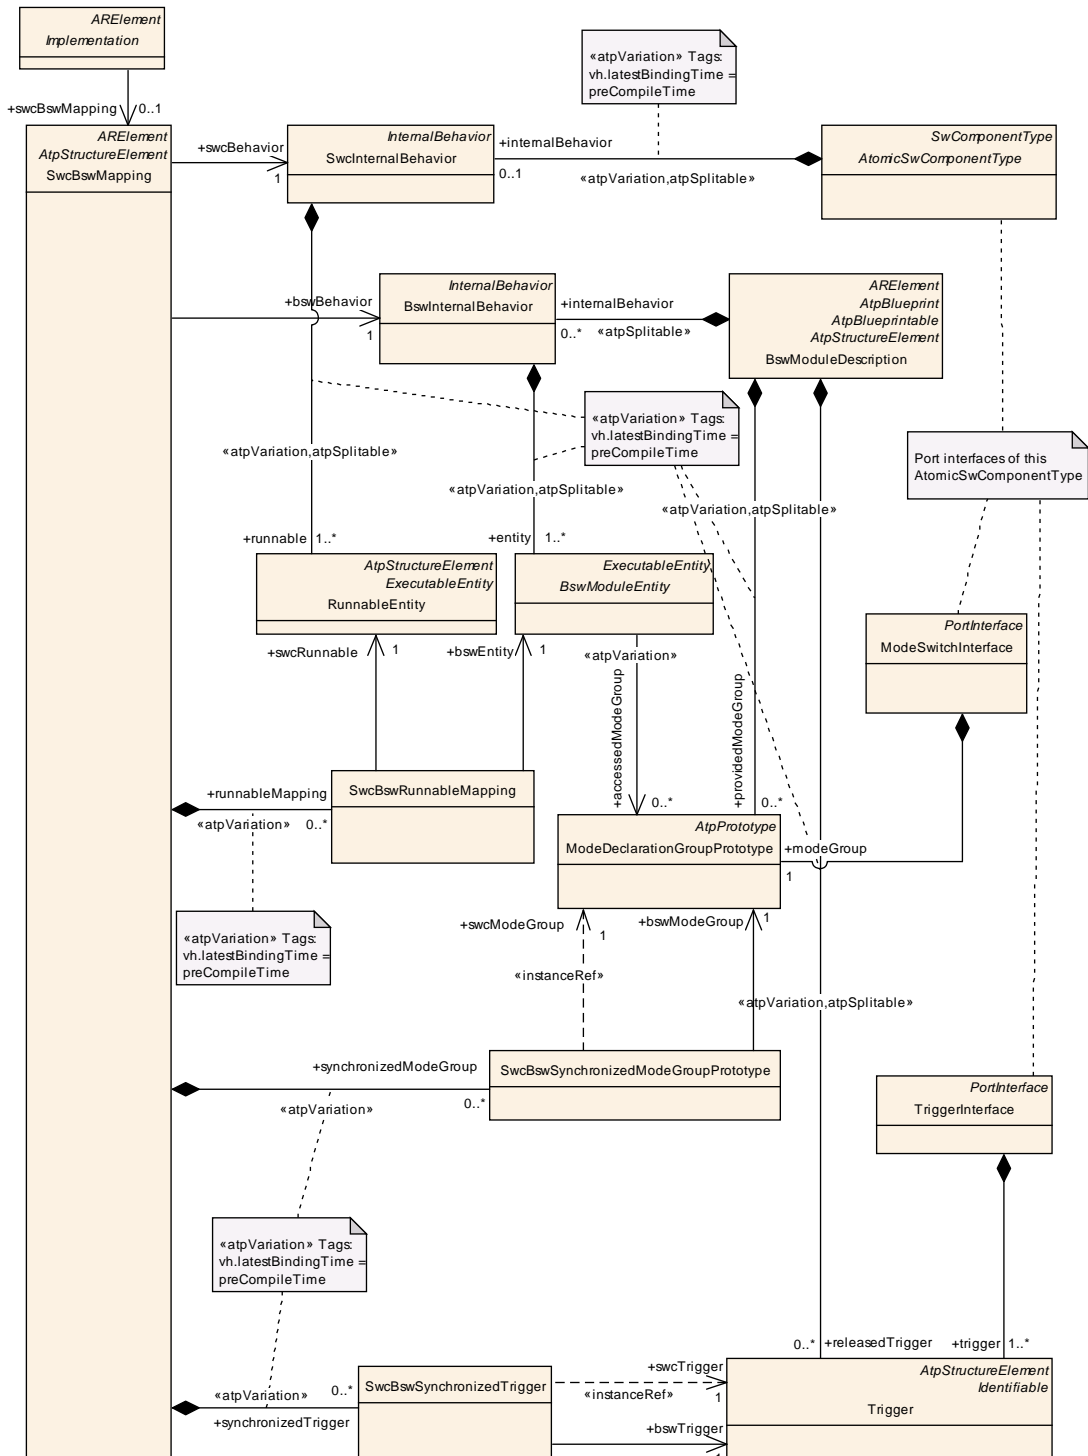 ARElement
Implementation
«atpVariation» Tags:
vh.latestBindingTime =
preCompileTime
+swcBswMapping
0..1
ARElement
AtpStructureElement
SwcBswMapping
+swcBehavior
1
InternalBehavior
SwcInternalBehavior
+internalBehavior
0..1
«atpVariation,atpSplitable»
SwComponentType
AtomicSwComponentType
+bswBehavior
1
InternalBehavior
BswInternalBehavior
+internalBehavior
0..*
«atpSplitable»
ARElement
AtpBlueprint
AtpBlueprintable
AtpStructureElement
BswModuleDescription
«atpVariation» Tags:
vh.latestBindingTime =
preCompileTime
«atpVariation,atpSplitable»
Port interfaces of this
AtomicSwComponentType
«atpVariation,atpSplitable»
«atpVariation,atpSplitable»
+runnable
1..*
+entity
1..*
AtpStructureElement
ExecutableEntity
RunnableEntity
ExecutableEntity
BswModuleEntity
PortInterface
ModeSwitchInterface
+swcRunnable
1
+bswEntity
1
«atpVariation»
+accessedModeGroup
0..*
+providedModeGroup
0..*
+runnableMapping
«atpVariation»
0..*
SwcBswRunnableMapping
AtpPrototype
ModeDeclarationGroupPrototype
+modeGroup
1
«atpVariation» Tags:
vh.latestBindingTime =
preCompileTime
+swcModeGroup
1
+bswModeGroup
1
«instanceRef»
«atpVariation,atpSplitable»
+synchronizedModeGroup
0..*
«atpVariation»
SwcBswSynchronizedModeGroupPrototype
PortInterface
TriggerInterface
«atpVariation» Tags:
vh.latestBindingTime =
preCompileTime
0..*
+releasedTrigger
+trigger
1..*
«atpVariation»
0..*
+synchronizedTrigger
SwcBswSynchronizedTrigger
+swcTrigger
«instanceRef»
1
+bswTrigger
AtpStructureElement
Identifiable
Trigger